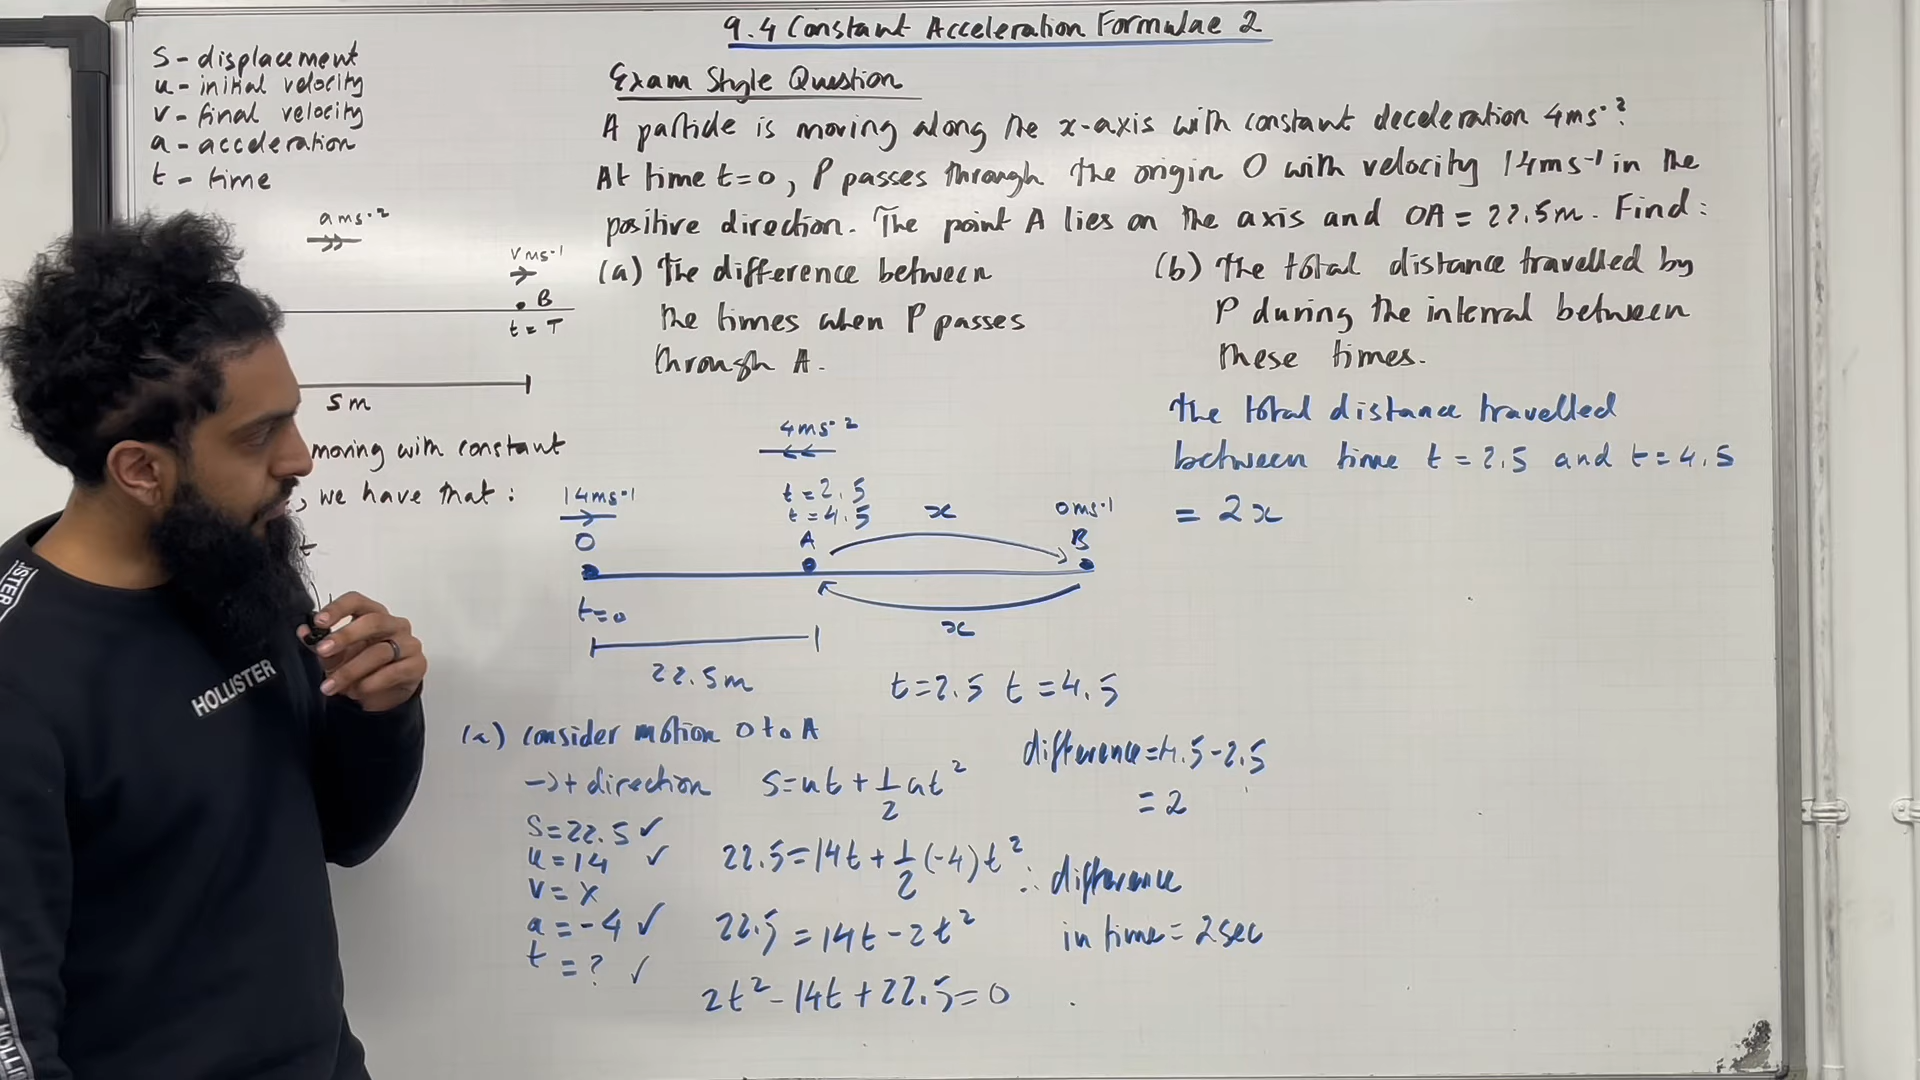 9.4 Constant Acceleration Formulae 2
s - displacement
u - initial velocity
v - final velocity
a - acceleration
t - time
a ms⁻²
v ms⁻¹
B
t = T
s m
moving with constant
, we have that :
Exam Style Question
A particle is moving along the x-axis with constant deceleration 4ms⁻².
At time t=0, P passes through the origin O with velocity 14ms⁻¹ in the
positive direction. The point A lies on the axis and OA = 22.5m. Find:
(a) The difference between
the times when P passes
through A.
(b) The total distance travelled by
P during the interval between
these times.
The total distance travelled
between time t = 2.5 and t = 4.5
= 2x
4ms⁻²
14ms⁻¹
t = 2.5
t = 4.5
x
0ms⁻¹
O
A
B
t=0
x
22.5m
t=2.5 t=4.5
(a) consider motion O to A
→+ direction
s=22.5 ✓
u=14 ✓
v= x
a=-4 ✓
t = ? ✓
s=ut+½at²
22.5=14t+½(-4)t²
22.5=14t-2t²
2t²-14t+22.5=0
difference=4.5-2.5
= 2
∴ difference
in time = 2sec
HOLLISTER